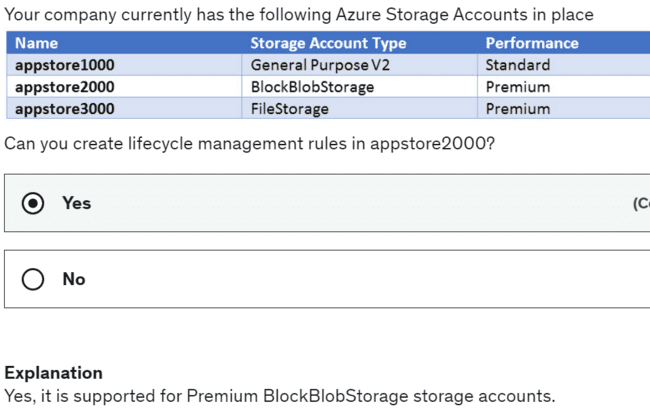 Your company currently has the following Azure Storage Accounts in place
Name Storage Account Type Performance
appstore1000 General Purpose V2 Standard
appstore2000 BlockBlobStorage Premium
appstore3000 FileStorage Premium
Can you create lifecycle management rules in appstore2000?
Yes
No
Explanation
Yes, it is supported for Premium BlockBlobStorage storage accounts.